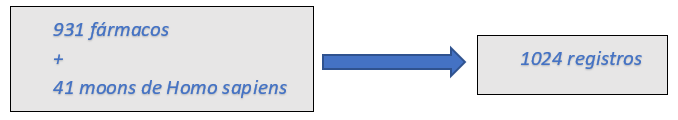 931 fármacos
+
41 moons de Homo sapiens
1024 registros